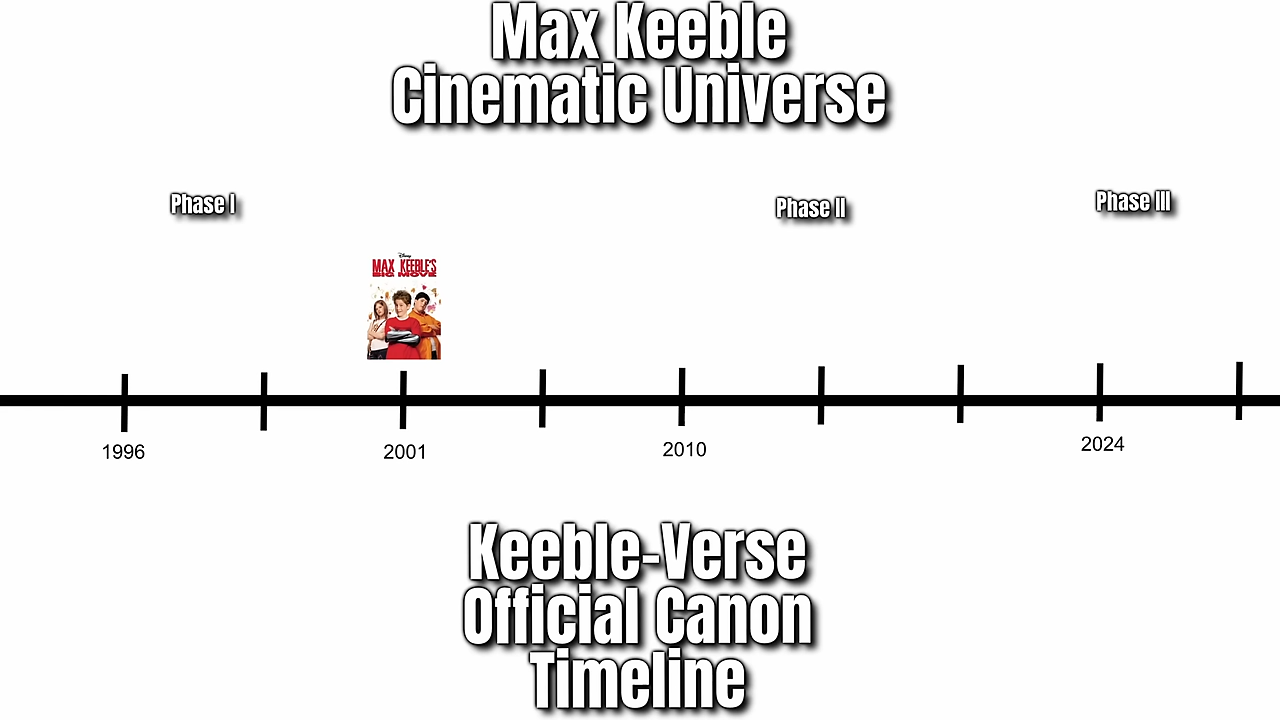 Max Keeble
Cinematic Universe
Phase I
Phase II
Phase III
Disney
MAX KEEBLE'S
BIG MOVE
1996
2001
2010
2024
Keeble-Verse
Official Canon
Timeline